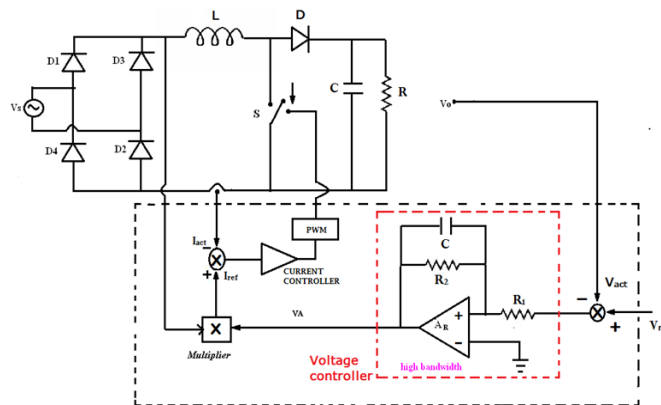 L
D
D1
D3
Vs
C
R
S
Vo
D4
D2
PWM
C
Iact
−
Vact
R2
CURRENT
CONTROLLER
+
Iref
R1
−
VA
AR
+
X
+
−
Multiplier
Voltage
controller
high bandwidth